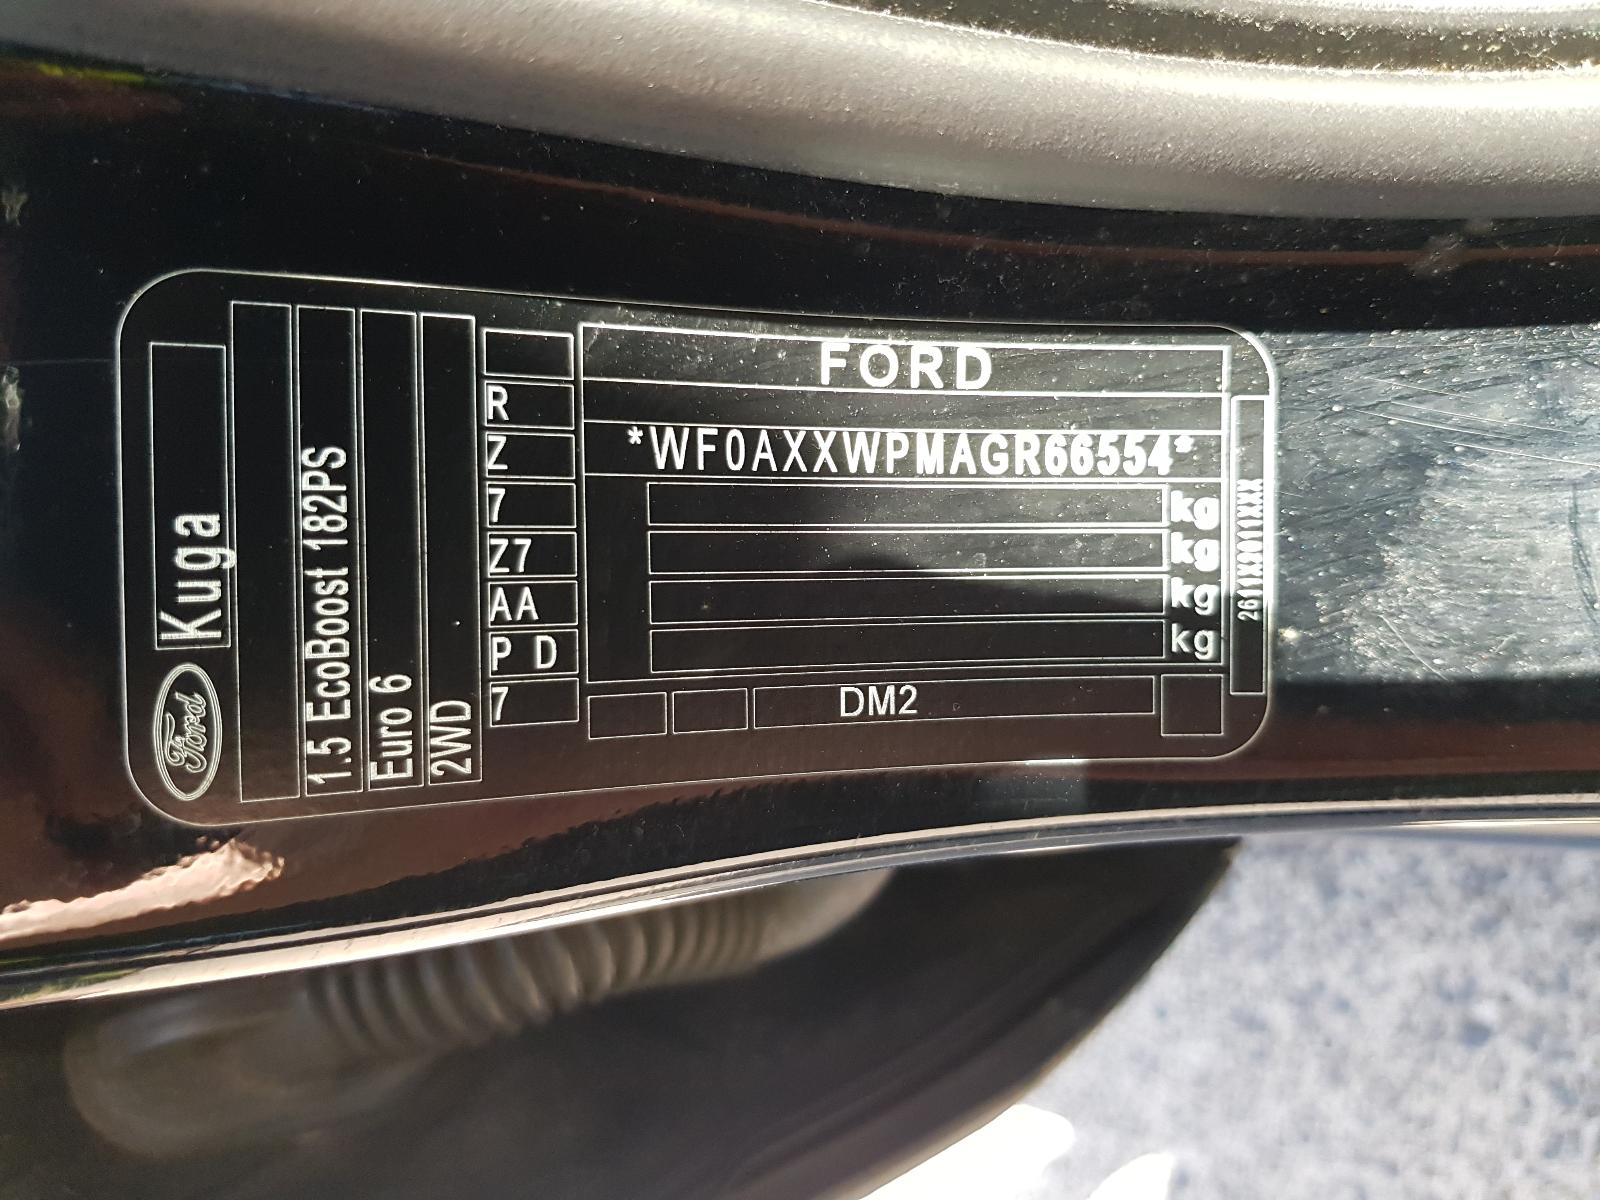 Ford
Kuga
1.5 EcoBoost 182PS
Euro 6
2WD
R
Z
7
Z7
AA
P D
7
FORD
*WF0AXXWPMAGR66554*
kg
kg
kg
kg
DM2